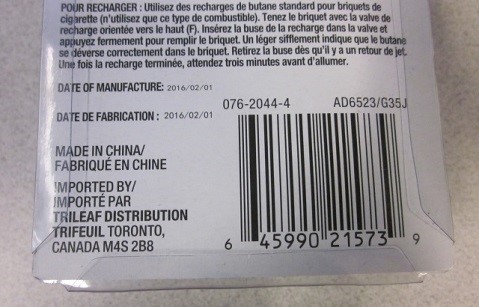 POUR RECHARGER : Utilisez des recharges de butane standard pour briquets de
cigarette (n'utilisez que ce type de combustible). Tenez le briquet avec la valve de
recharge orientée vers le haut (F). Insérez la buse de la recharge dans la valve et
appuyez fermement pour remplir le briquet. Un léger sifflement indique que le butane
se déverse correctement dans le briquet. Retirez la buse dès qu'il y a un retour de jet.
Une fois la recharge terminée, attendez trois minutes avant d'allumer.
DATE OF MANUFACTURE: 2016/02/01
076-2044-4 AD6523/G35J
DATE DE FABRICATION : 2016/02/01
MADE IN CHINA/
FABRIQUÉ EN CHINE
IMPORTED BY/
IMPORTÉ PAR
TRILEAF DISTRIBUTION
TRIFEUIL TORONTO,
CANADA M4S 2B8
6 45990 21573 9